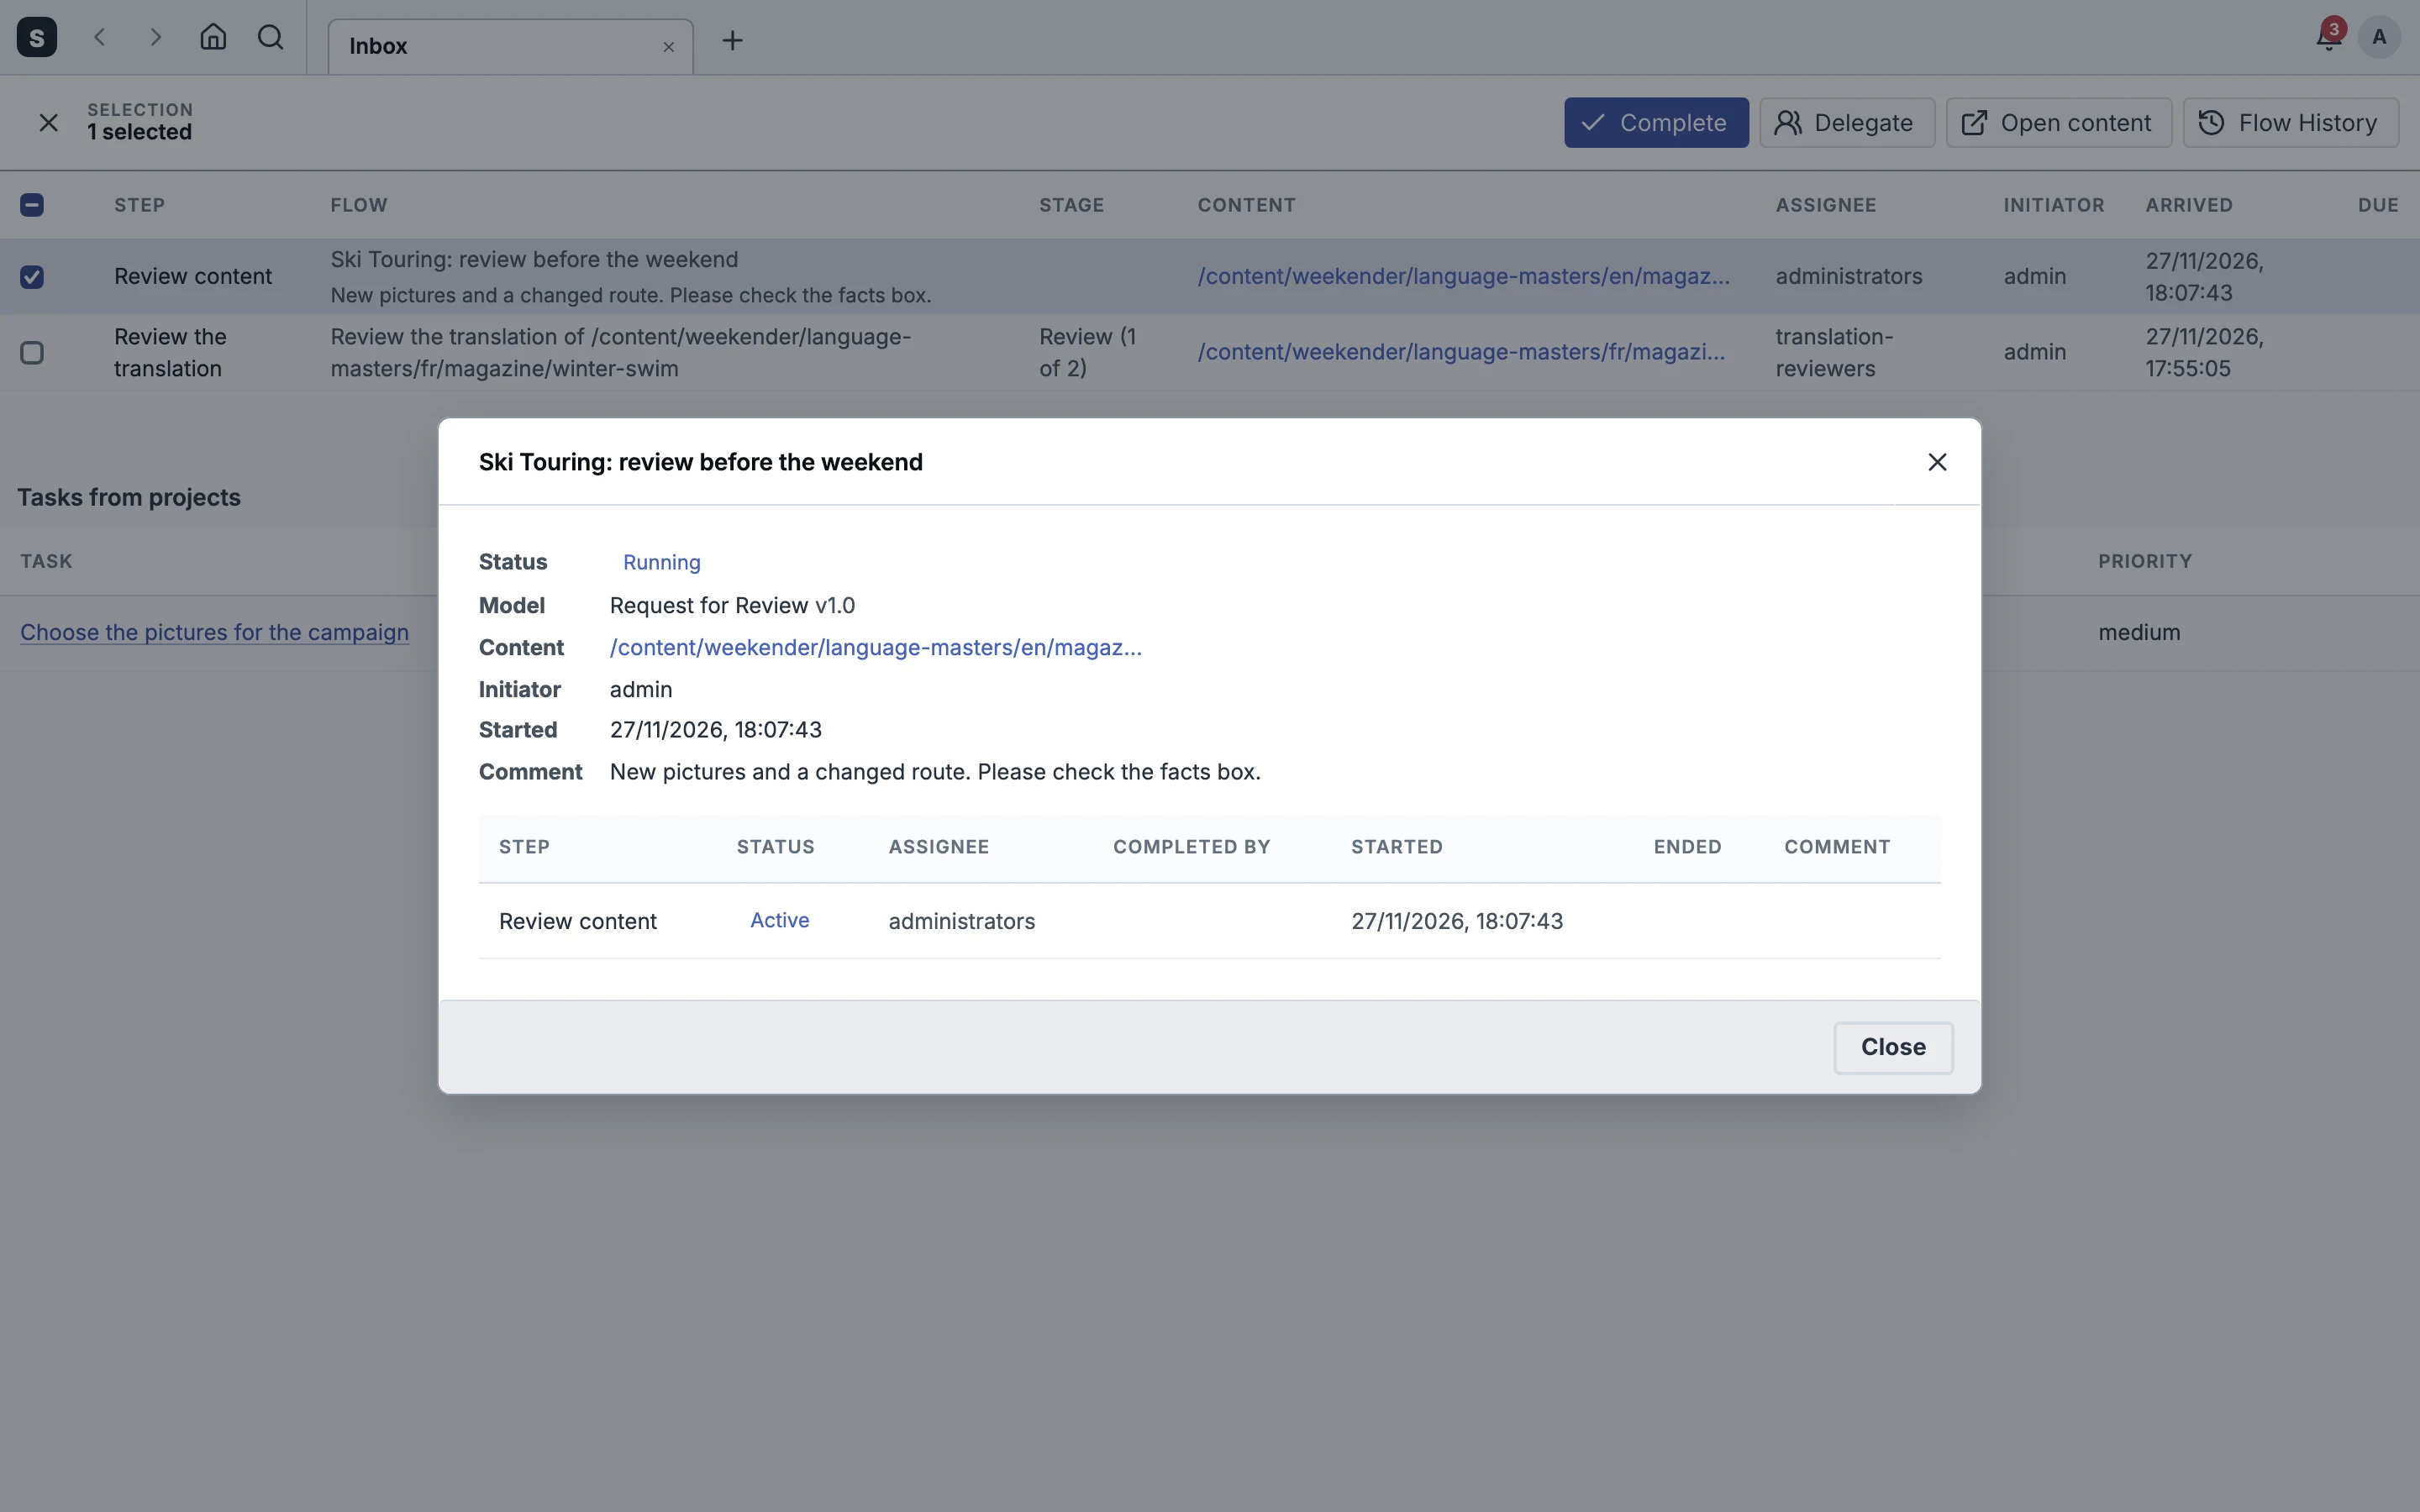 S
Inbox
3
A
SELECTION
1 selected
Complete
Delegate
Open content
Flow History
STEP FLOW STAGE CONTENT ASSIGNEE INITIATOR ARRIVED DUE
Review content
Ski Touring: review before the weekend
New pictures and a changed route. Please check the facts box.
/content/weekender/language-masters/en/magaz...
administrators
admin
27/11/2026,
18:07:43
Review the
translation
Review the translation of /content/weekender/language-
masters/fr/magazine/winter-swim
Review (1
of 2)
/content/weekender/language-masters/fr/magazi...
translation-
reviewers
admin
27/11/2026,
17:55:05
Tasks from projects
TASK PRIORITY
Choose the pictures for the campaign medium
Ski Touring: review before the weekend
Status Running
Model Request for Review v1.0
Content /content/weekender/language-masters/en/magaz...
Initiator admin
Started 27/11/2026, 18:07:43
Comment New pictures and a changed route. Please check the facts box.
STEP STATUS ASSIGNEE COMPLETED BY STARTED ENDED COMMENT
Review content Active administrators 27/11/2026, 18:07:43
Close